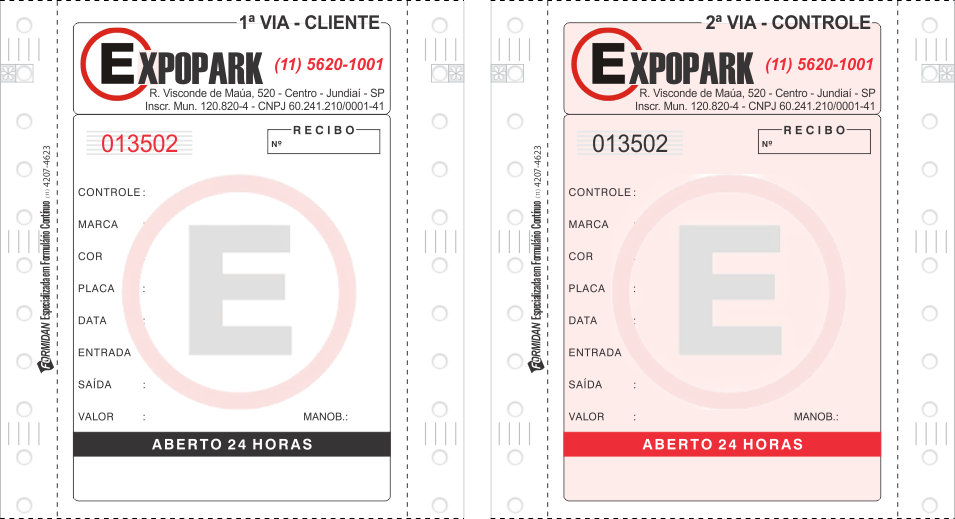 1ª VIA - CLIENTE
EXPOPARK
(11) 5620-1001
R. Visconde de Maúa, 520 - Centro - Jundiaí - SP
Inscr. Mun. 120.820-4 - CNPJ 60.241.210/0001-41
013502
RECIBO
Nº
CONTROLE :
MARCA :
COR
PLACA :
DATA :
ENTRADA
SAÍDA :
VALOR : MANOB.:
E
ABERTO 24 HORAS
FORMIDAN Especializada em Formulário Contínuo (11) 4207-4623
2ª VIA - CONTROLE
EXPOPARK
(11) 5620-1001
R. Visconde de Maúa, 520 - Centro - Jundiaí - SP
Inscr. Mun. 120.820-4 - CNPJ 60.241.210/0001-41
013502
RECIBO
Nº
CONTROLE :
MARCA
COR :
PLACA :
DATA :
ENTRADA
SAÍDA :
VALOR : MANOB.:
E
ABERTO 24 HORAS
FORMIDAN Especializada em Formulário Contínuo (11) 4207-4623